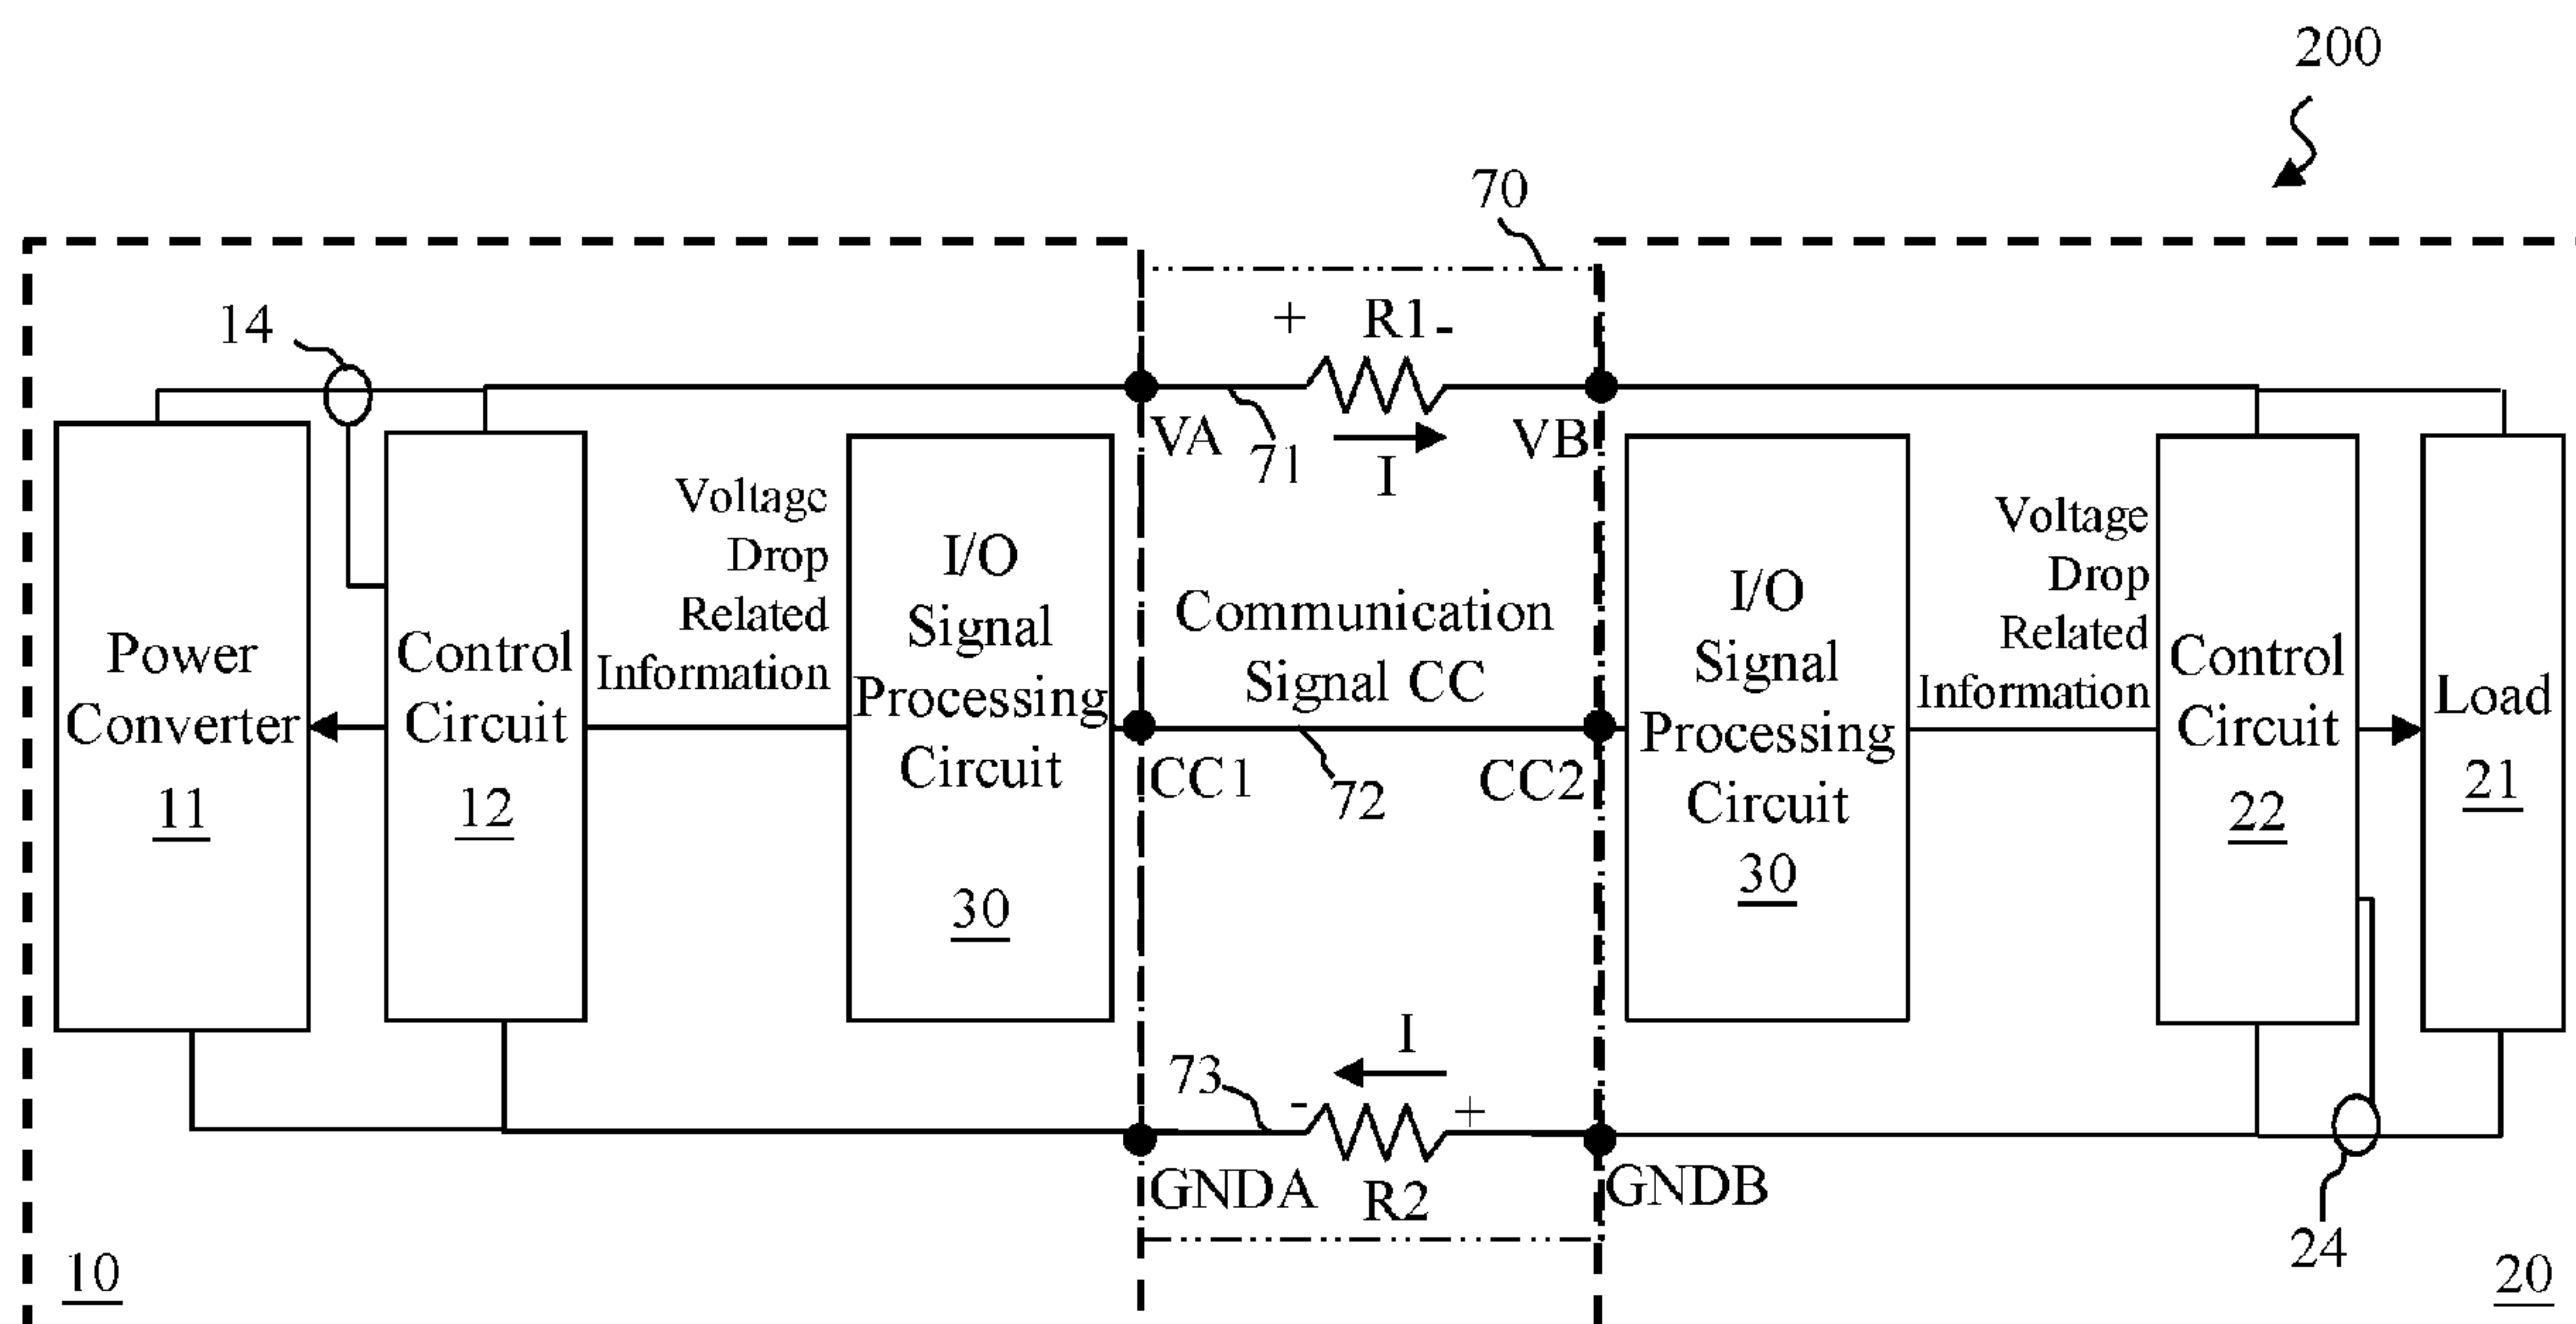 200
70
14
+ R1 -
VA
71
I
VB
Power
Converter
11
Control
Circuit
12
Voltage
Drop
Related
Information
I/O
Signal
Processing
Circuit
30
Communication
Signal CC
CC1
72
CC2
I/O
Signal
Processing
Circuit
30
Voltage
Drop
Related
Information
Control
Circuit
22
Load
21
I
73
- +
GNDA
R2
GNDB
24
10
20